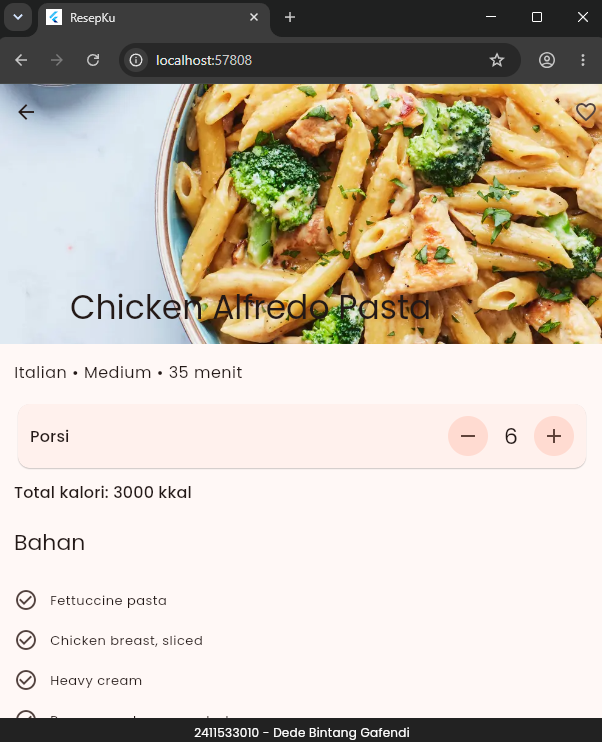 ResepKu
localhost:57808
Chicken Alfredo Pasta
Italian • Medium • 35 menit
Porsi
6
Total kalori: 3000 kkal
Bahan
Fettuccine pasta
Chicken breast, sliced
Heavy cream
2411533010 - Dede Bintang Gafendi